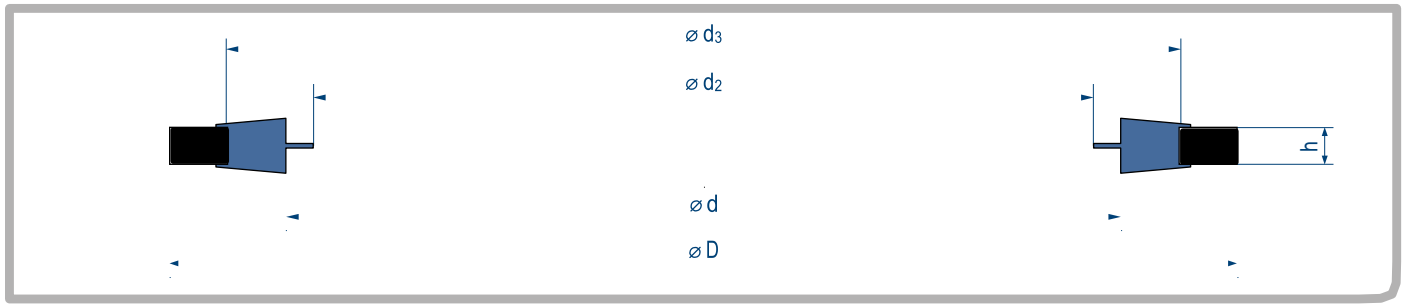 ⌀ d₃
⌀ d₂
h
⌀ d
⌀ D